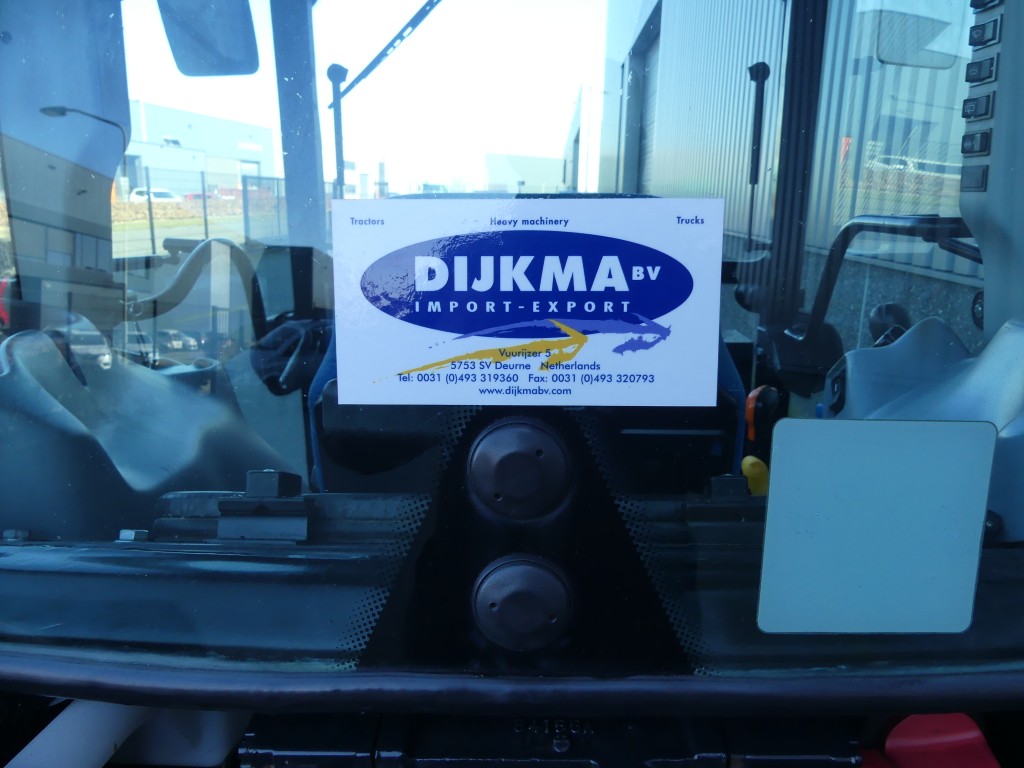 Tractors Heavy machinery Trucks
DIJKMA BV
IMPORT-EXPORT
Vuurijzer 5
5753 SV Deurne Netherlands
Tel: 0031 (0)493 319360 Fax: 0031 (0)493 320793
www.dijkmabv.com